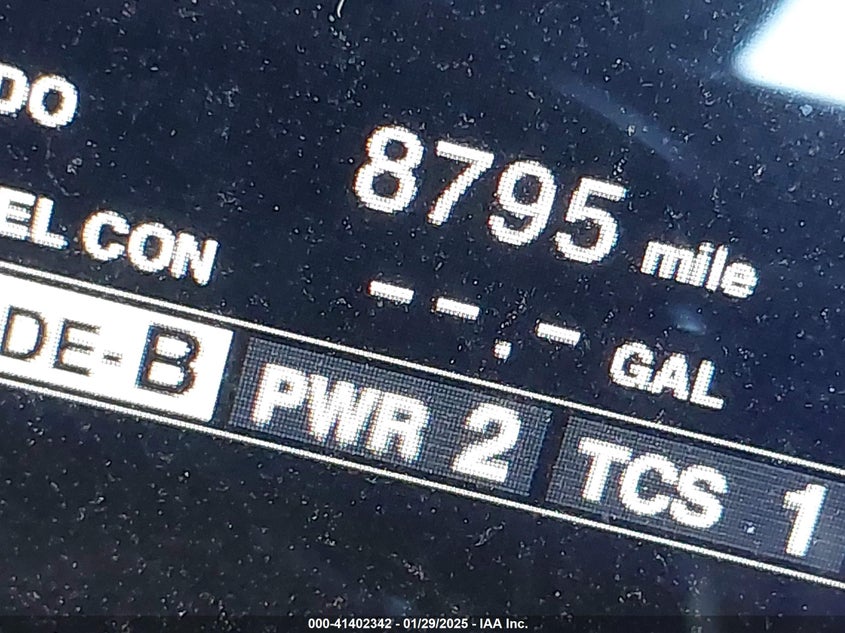 DO 8795 mile
EL CON --.- GAL
DE-B PWR 2 TCS 1
000-41402342 - 01/29/2025 - IAA Inc.